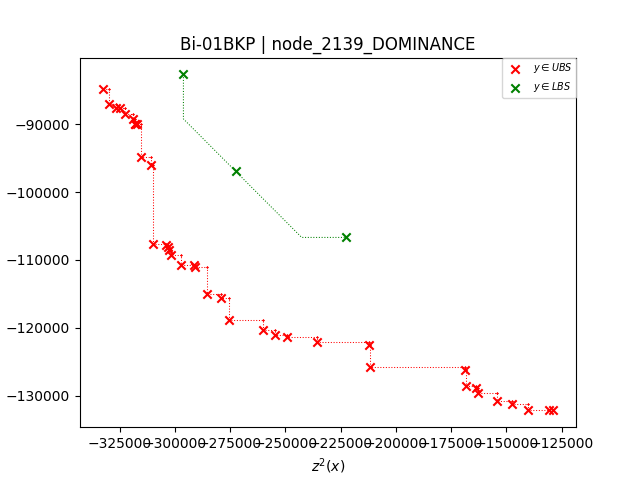 Bi-01BKP | node_2139_DOMINANCE
y ∈ UBS
y ∈ LBS
−90000
−100000
−110000
−120000
−130000
−325000 −300000 −275000 −250000 −225000 −200000 −175000 −150000 −125000
z²(x)